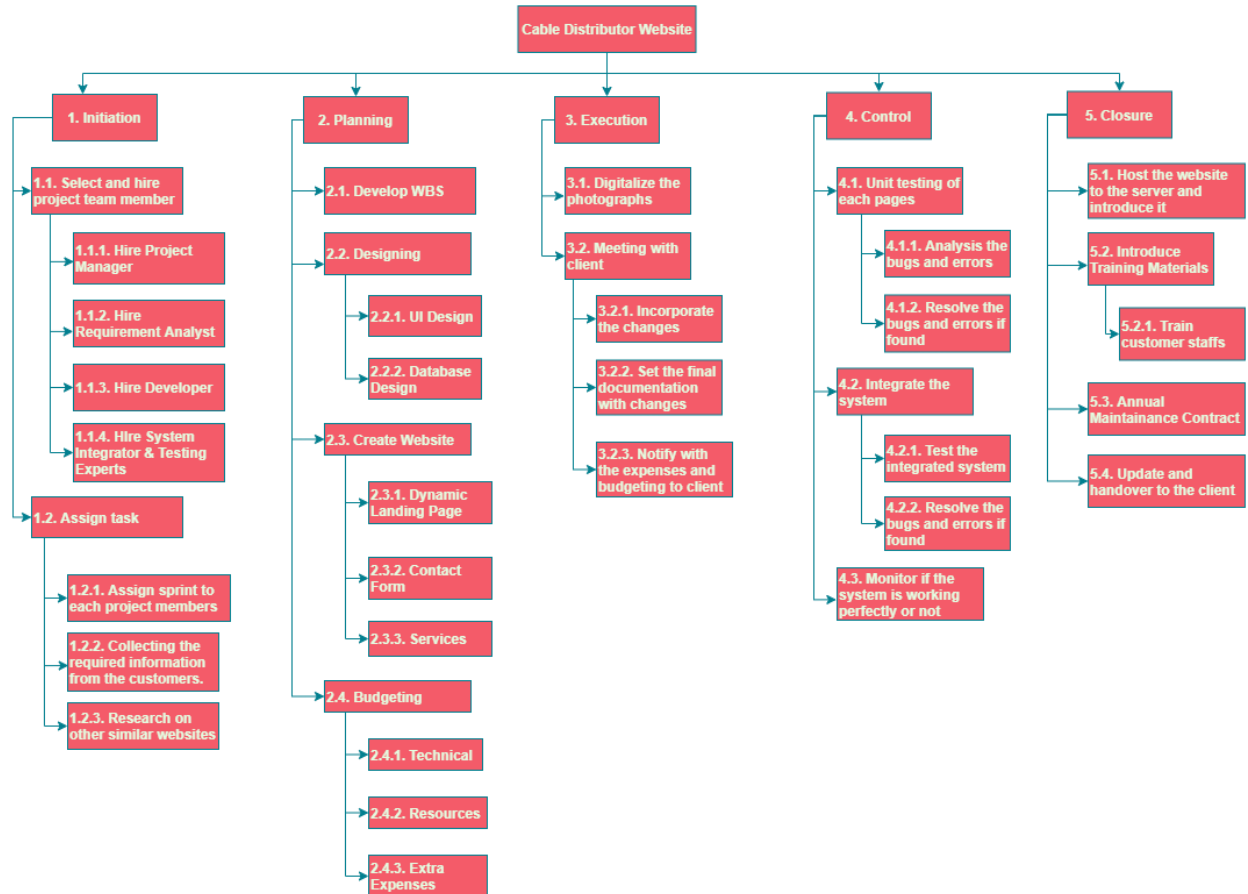 Cable Distributor Website
1. Initiation
1.1. Select and hire
project team member
1.1.1. Hire Project
Manager
1.1.2. Hire
Requirement Analyst
1.1.3. Hire Developer
1.1.4. HIre System
Integrator & Testing
Experts
1.2. Assign task
1.2.1. Assign sprint to
each project members
1.2.2. Collecting the
required information
from the customers.
1.2.3. Research on
other similar websites
2. Planning
2.1. Develop WBS
2.2. Designing
2.2.1. UI Design
2.2.2. Database
Design
2.3. Create Website
2.3.1. Dynamic
Landing Page
2.3.2. Contact
Form
2.3.3. Services
2.4. Budgeting
2.4.1. Technical
2.4.2. Resources
2.4.3. Extra
Expenses
3. Execution
3.1. Digitalize the
photographs
3.2. Meeting with
client
3.2.1. Incorporate
the changes
3.2.2. Set the final
documentation
with changes
3.2.3. Notify with
the expenses and
budgeting to client
4. Control
4.1. Unit testing of
each pages
4.1.1. Analysis the
bugs and errors
4.1.2. Resolve the
bugs and errors if
found
4.2. Integrate the
system
4.2.1. Test the
integrated system
4.2.2. Resolve the
bugs and errors if
found
4.3. Monitor if the
system is working
perfectly or not
5. Closure
5.1. Host the website
to the server and
introduce it
5.2. Introduce
Training Materials
5.2.1. Train
customer staffs
5.3. Annual
Maintainance Contract
5.4. Update and
handover to the client